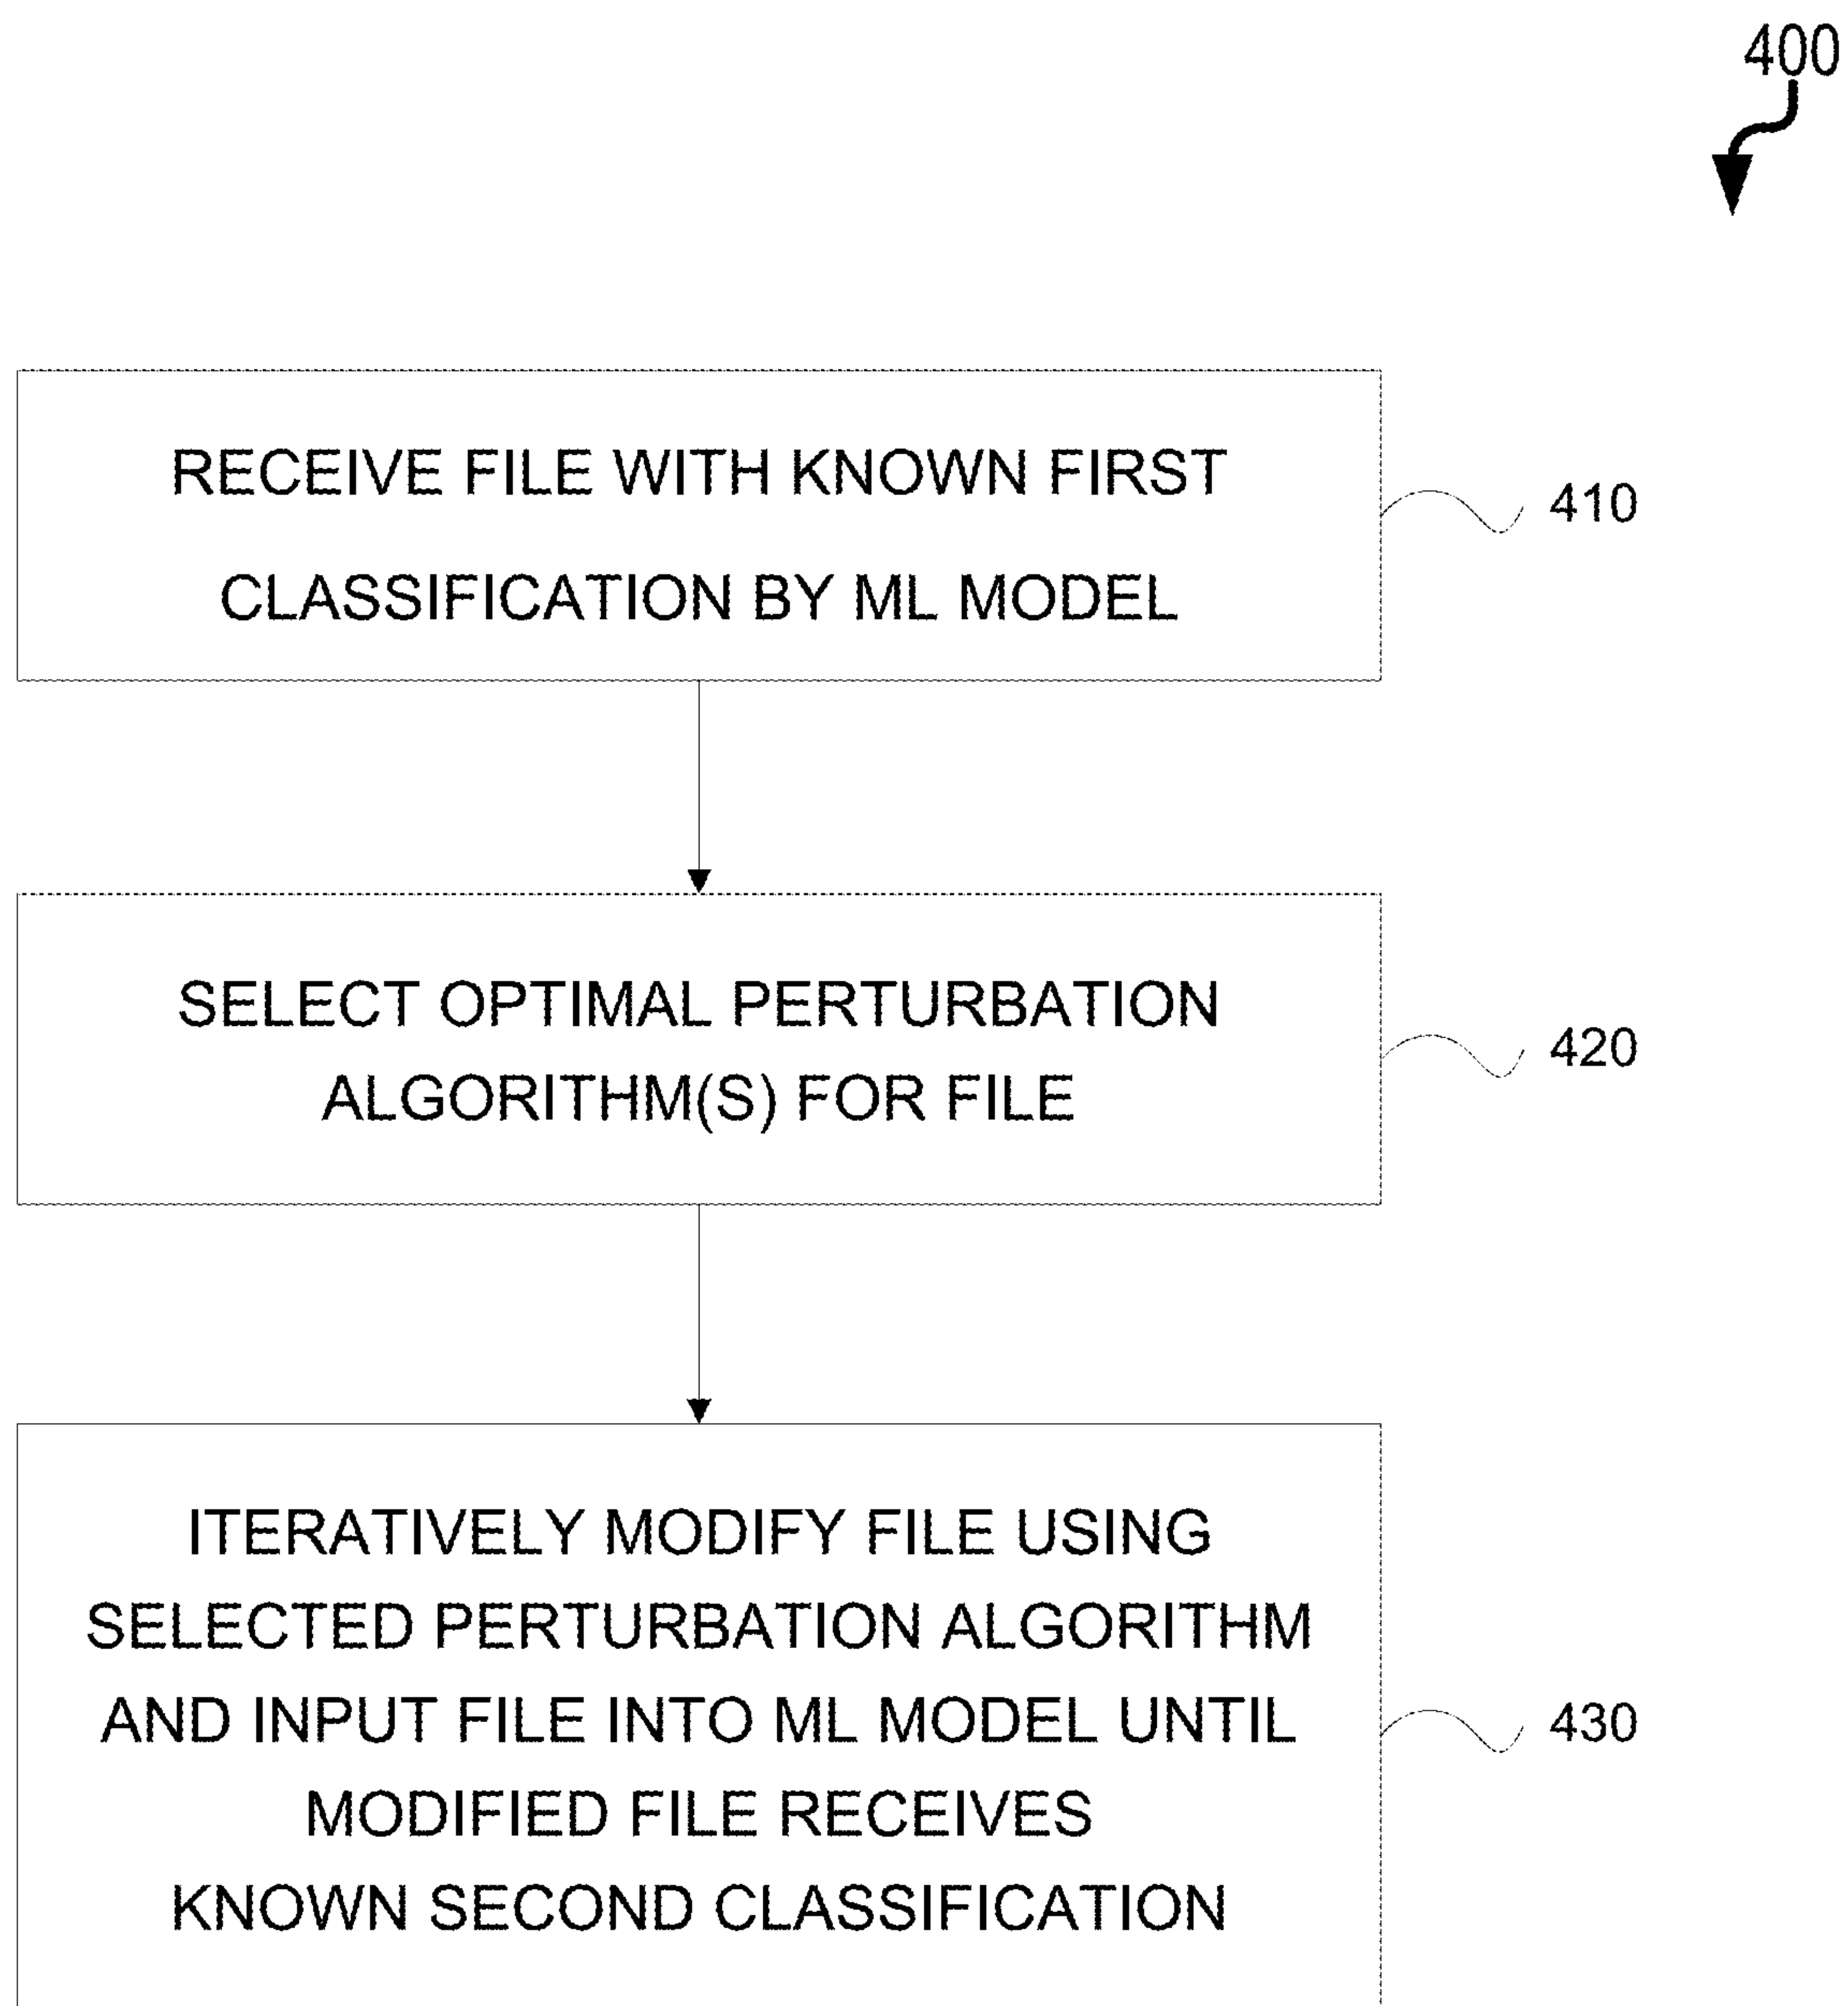 400
RECEIVE FILE WITH KNOWN FIRST
CLASSIFICATION BY ML MODEL
410
SELECT OPTIMAL PERTURBATION
ALGORITHM(S) FOR FILE
420
ITERATIVELY MODIFY FILE USING
SELECTED PERTURBATION ALGORITHM
AND INPUT FILE INTO ML MODEL UNTIL
MODIFIED FILE RECEIVES
KNOWN SECOND CLASSIFICATION
430